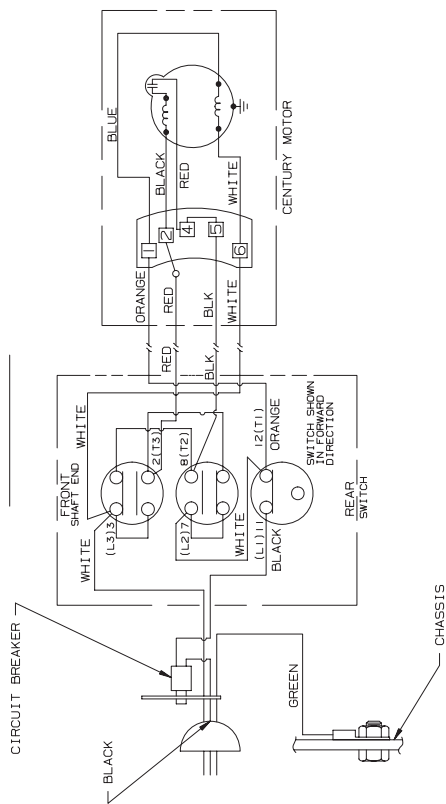 CIRCUIT BREAKER
BLACK
GREEN
CHASSIS
FRONT
SHAFT END
WHITE
WHITE
(L3)3
2(T3)
(L2)7
8(T2)
WHITE
(L1)11
BLACK
12(T1)
ORANGE
SWITCH SHOWN
IN FORWARD
DIRECTION
REAR
SWITCH
RED
BLK
ORANGE
RED
BLK
WHITE
1
2
4
5
6
BLUE
BLACK
RED
WHITE
CENTURY MOTOR